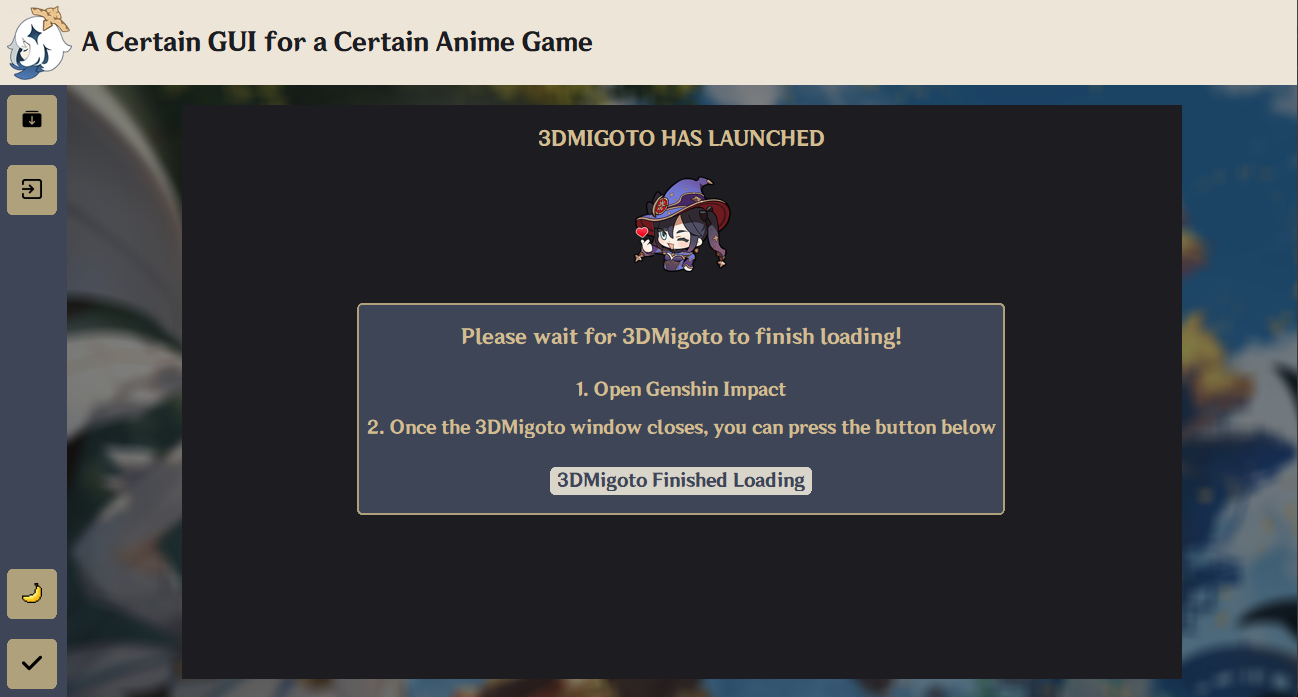 A Certain GUI for a Certain Anime Game
3DMIGOTO HAS LAUNCHED
Please wait for 3DMigoto to finish loading!
1. Open Genshin Impact
2. Once the 3DMigoto window closes, you can press the button below
3DMigoto Finished Loading